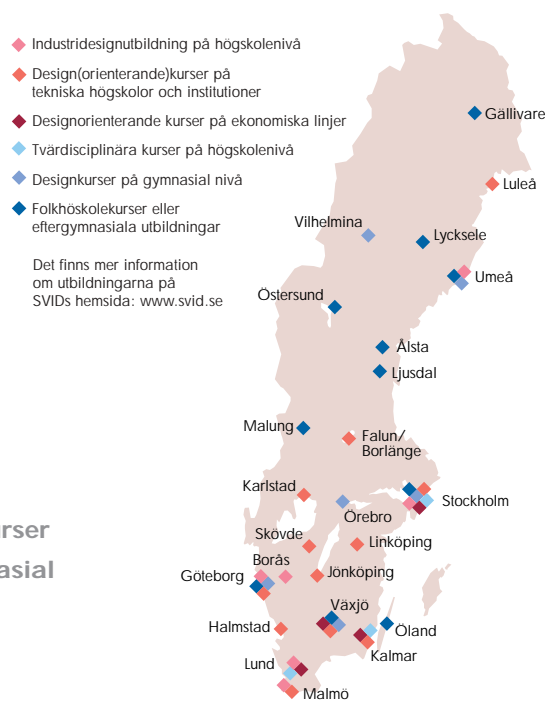 Industridesignutbildning på högskolenivå
Design(orienterande)kurser på
tekniska högskolor och institutioner
Designorienterande kurser på ekonomiska linjer
Tvärdisciplinära kurser på högskolenivå
Designkurser på gymnasial nivå
Folkhöskolekurser eller
eftergymnasiala utbildningar
Det finns mer information
om utbildningarna på
SVIDs hemsida: www.svid.se
Gällivare
Luleå
Vilhelmina
Lycksele
Umeå
Östersund
Ålsta
Ljusdal
Malung
Falun/
Borlänge
Karlstad
Stockholm
Örebro
Skövde
Linköping
Borås
Göteborg
Jönköping
Växjö
Halmstad
Öland
Kalmar
Lund
Malmö
urser
asial